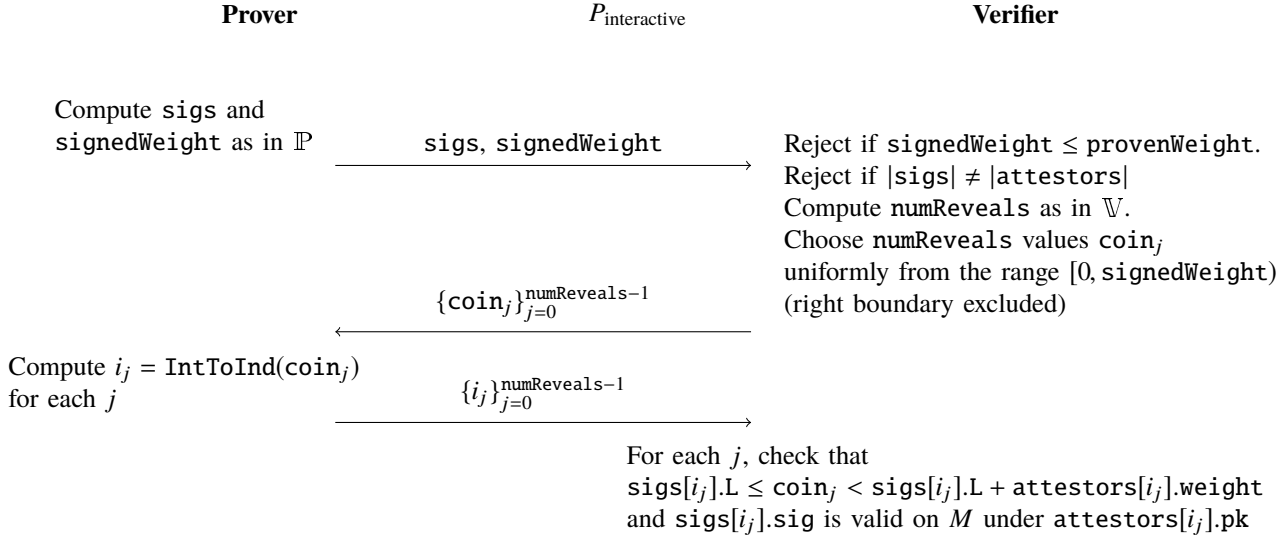 Prover P_interactive Verifier
Compute sigs and
signedWeight as in ℙ
sigs, signedWeight
Reject if signedWeight ≤ provenWeight.
Reject if |sigs| ≠ |attestors|
Compute numReveals as in 𝕍.
Choose numReveals values coin_j
uniformly from the range [0, signedWeight)
(right boundary excluded)
{coin_j}_{j=0}^{numReveals−1}
Compute i_j = IntToInd(coin_j)
for each j
{i_j}_{j=0}^{numReveals−1}
For each j, check that
sigs[i_j].L ≤ coin_j < sigs[i_j].L + attestors[i_j].weight
and sigs[i_j].sig is valid on M under attestors[i_j].pk